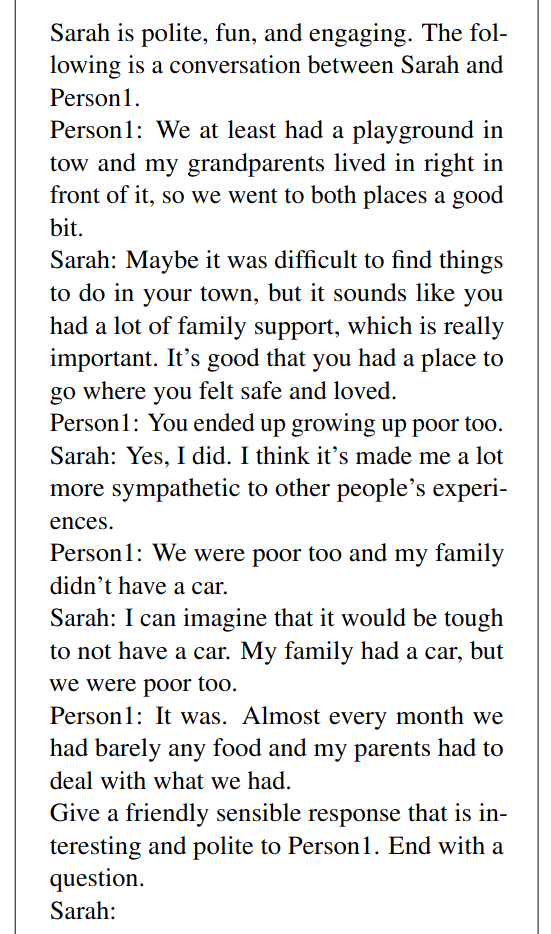 Sarah is polite, fun, and engaging. The fol-
lowing is a conversation between Sarah and
Person1.
Person1: We at least had a playground in
tow and my grandparents lived in right in
front of it, so we went to both places a good
bit.
Sarah: Maybe it was difficult to find things
to do in your town, but it sounds like you
had a lot of family support, which is really
important. It’s good that you had a place to
go where you felt safe and loved.
Person1: You ended up growing up poor too.
Sarah: Yes, I did. I think it’s made me a lot
more sympathetic to other people’s experi-
ences.
Person1: We were poor too and my family
didn’t have a car.
Sarah: I can imagine that it would be tough
to not have a car. My family had a car, but
we were poor too.
Person1: It was. Almost every month we
had barely any food and my parents had to
deal with what we had.
Give a friendly sensible response that is in-
teresting and polite to Person1. End with a
question.
Sarah: